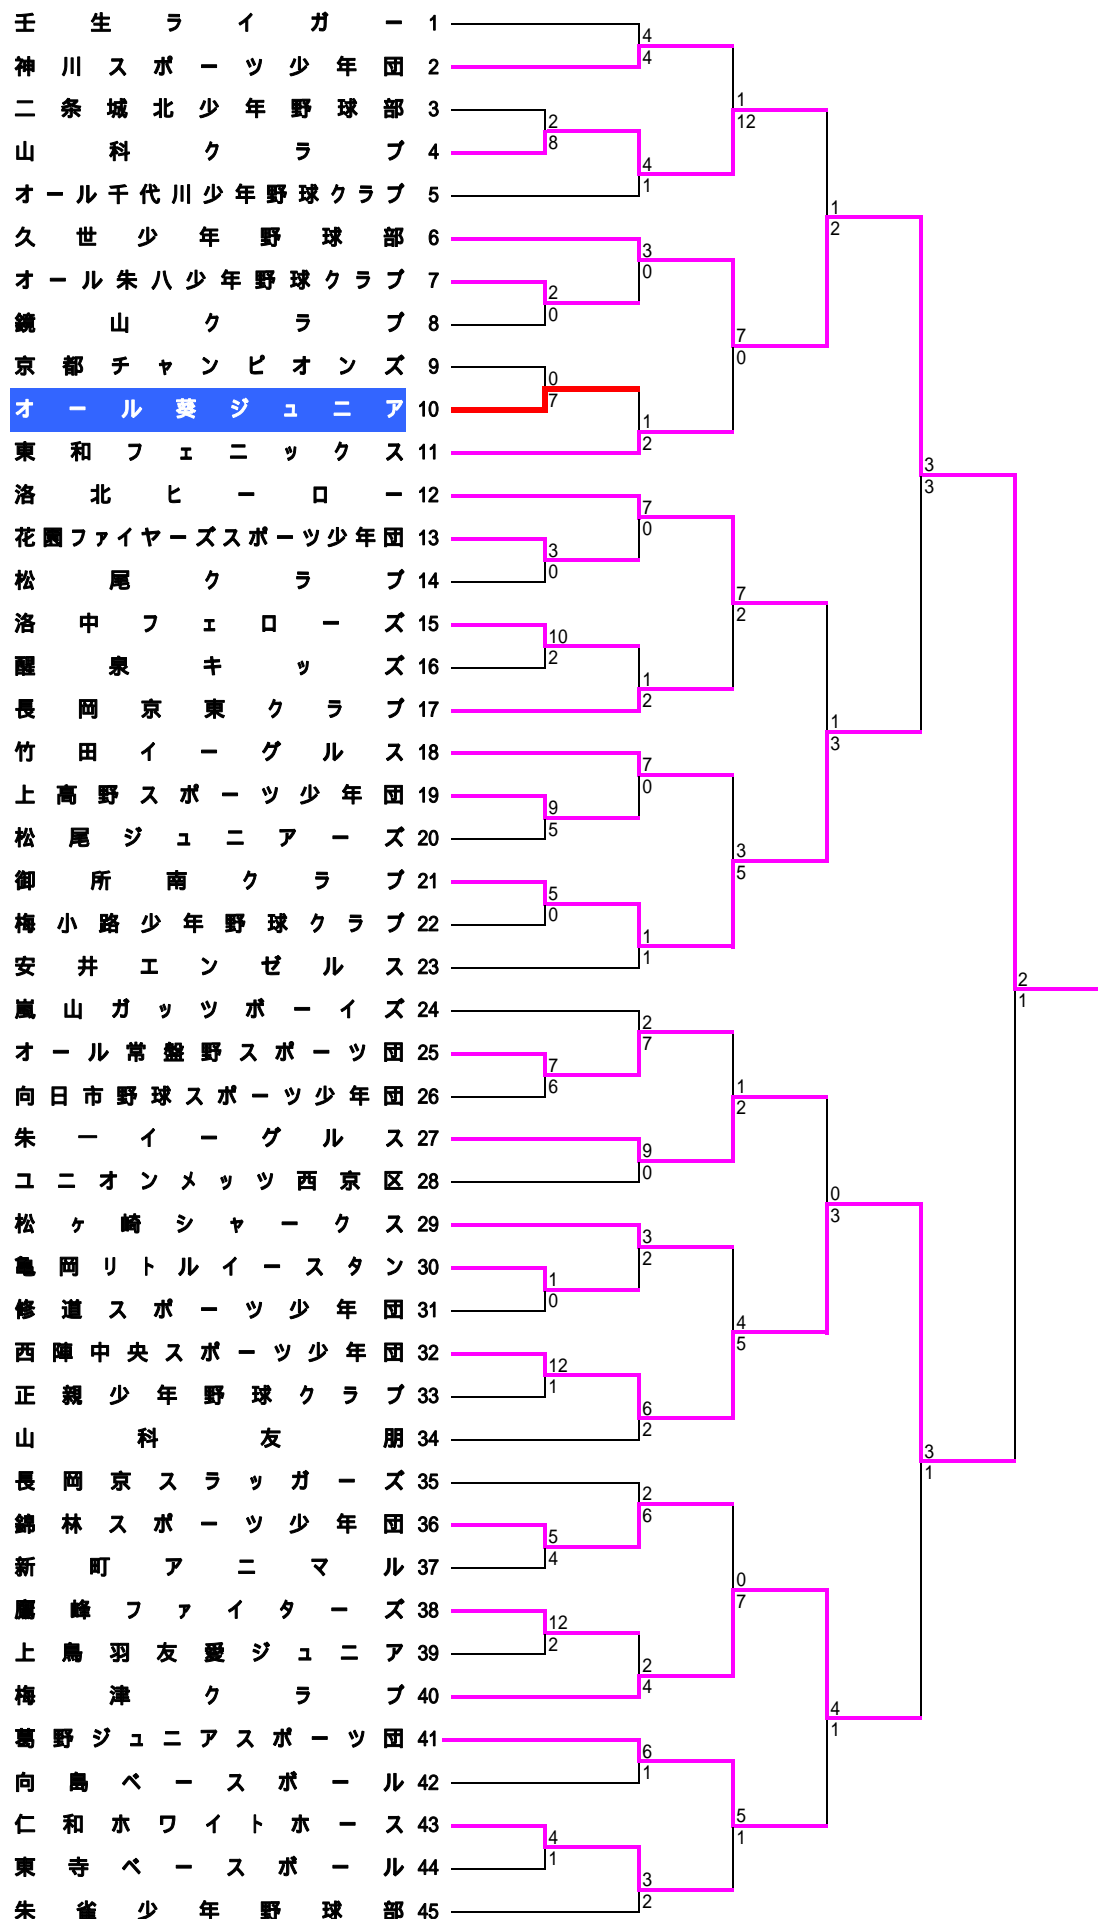 壬生ライガー 1
4
神川スポーツ少年団 2
4
1
二条城北少年野球部 3
2
12
山科クラブ 4
8
4
オール千代川少年野球クラブ 5
1
1
久世少年野球部 6
2
3
オール朱八少年野球クラブ 7
0
2
鏡山クラブ 8
0
7
京都チャンピオンズ 9
0
0
オール葵ジュニア 10
7
1
東和フェニックス 11
2
3
洛北ヒーロー 12
3
7
花園ファイヤーズスポーツ少年団 13
0
3
松尾クラブ 14
0
7
洛中フェローズ 15
2
10
醒泉キッズ 16
2
1
長岡京東クラブ 17
2
1
竹田イーグルス 18
3
7
上高野スポーツ少年団 19
0
9
松尾ジュニアーズ 20
5
3
御所南クラブ 21
5
5
梅小路少年野球クラブ 22
0
1
安井エンゼルス 23
1
2
嵐山ガッツボーイズ 24
1
2
オール常盤野スポーツ団 25
7
7
向日市野球スポーツ少年団 26
6
1
2
朱一イーグルス 27
9
ユニオンメッツ西京区 28
0
0
松ヶ崎シャークス 29
3
3
亀岡リトルイースタン 30
2
1
修道スポーツ少年団 31
0
4
西陣中央スポーツ少年団 32
5
12
正親少年野球クラブ 33
1
6
山科友朋 34
2
3
長岡京スラッガーズ 35
1
2
錦林スポーツ少年団 36
6
5
新町アニマル 37
4
0
鷹峰ファイターズ 38
7
12
上鳥羽友愛ジュニア 39
2
2
梅津クラブ 40
4
4
葛野ジュニアスポーツ団 41
1
6
向島ベースボール 42
1
5
仁和ホワイトホース 43
1
4
東寺ベースボール 44
1
3
朱雀少年野球部 45
2